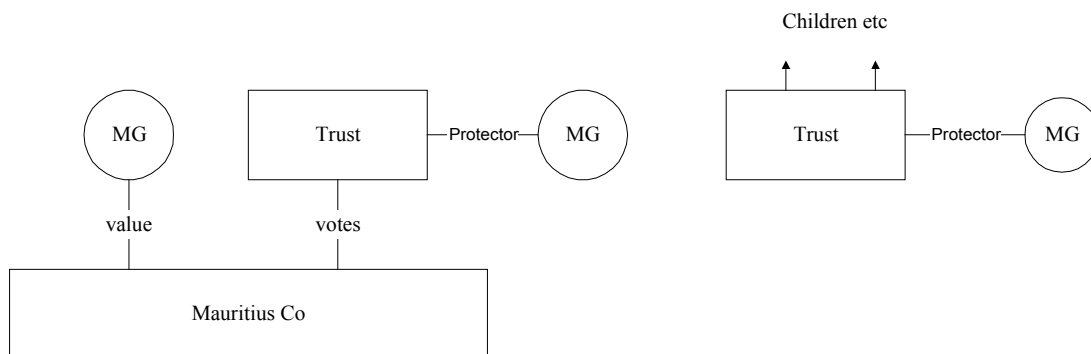 Children etc
MG
Trust
Protector
MG
Trust
Protector
MG
value
votes
Mauritius Co